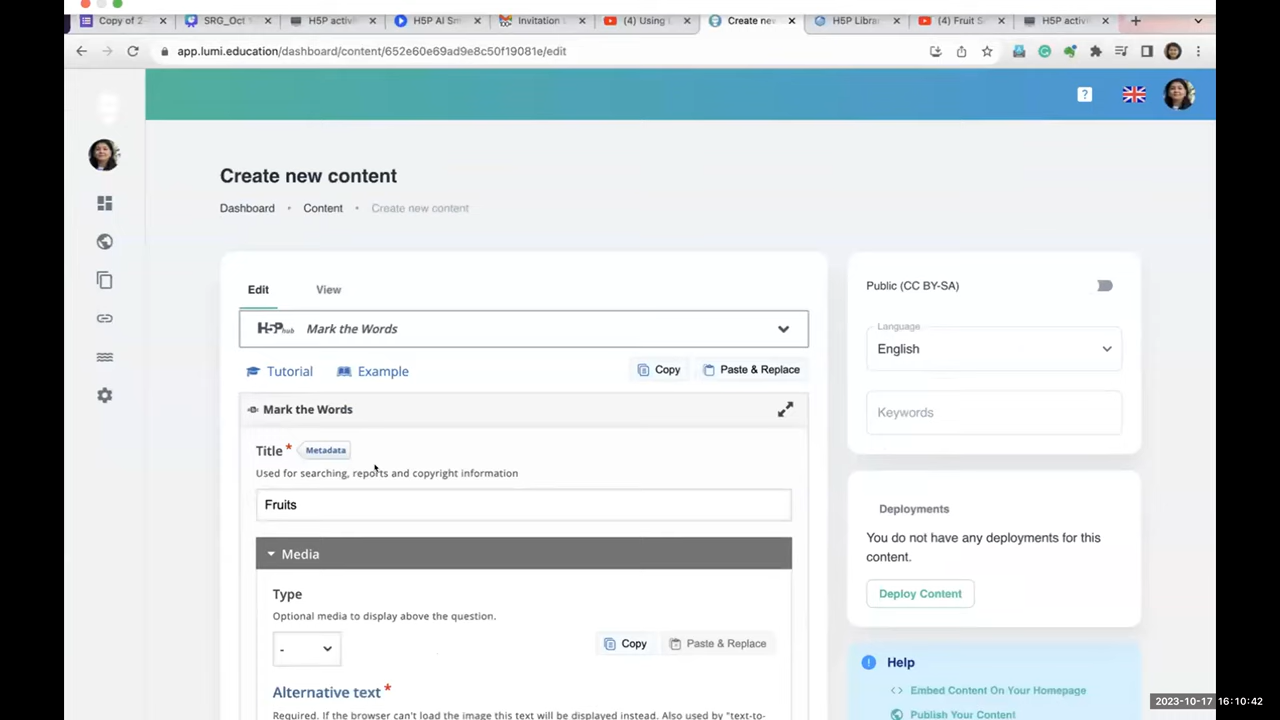 Copy of 2
SRG_Oct
H5P activ
H5P AI Sm
Invitation
(4) Using
Create new
H5P Libra
(4) Fruit S
H5P activ
app.lumi.education/dashboard/content/652e60e69ad9e8c50f19081e/edit
?
Create new content
Dashboard • Content • Create new content
Edit View
H5P hub Mark the Words
Tutorial Example Copy Paste & Replace
Mark the Words
Title * Metadata
Used for searching, reports and copyright information
Fruits
Media
Type
Optional media to display above the question.
- Copy Paste & Replace
Alternative text *
Required. If the browser can't load the image this text will be displayed instead. Also used by "text-to-
Public (CC BY-SA)
Language
English
Keywords
Deployments
You do not have any deployments for this
content.
Deploy Content
Help
Embed Content On Your Homepage
Publish Your Content
2023-10-17 16:10:42